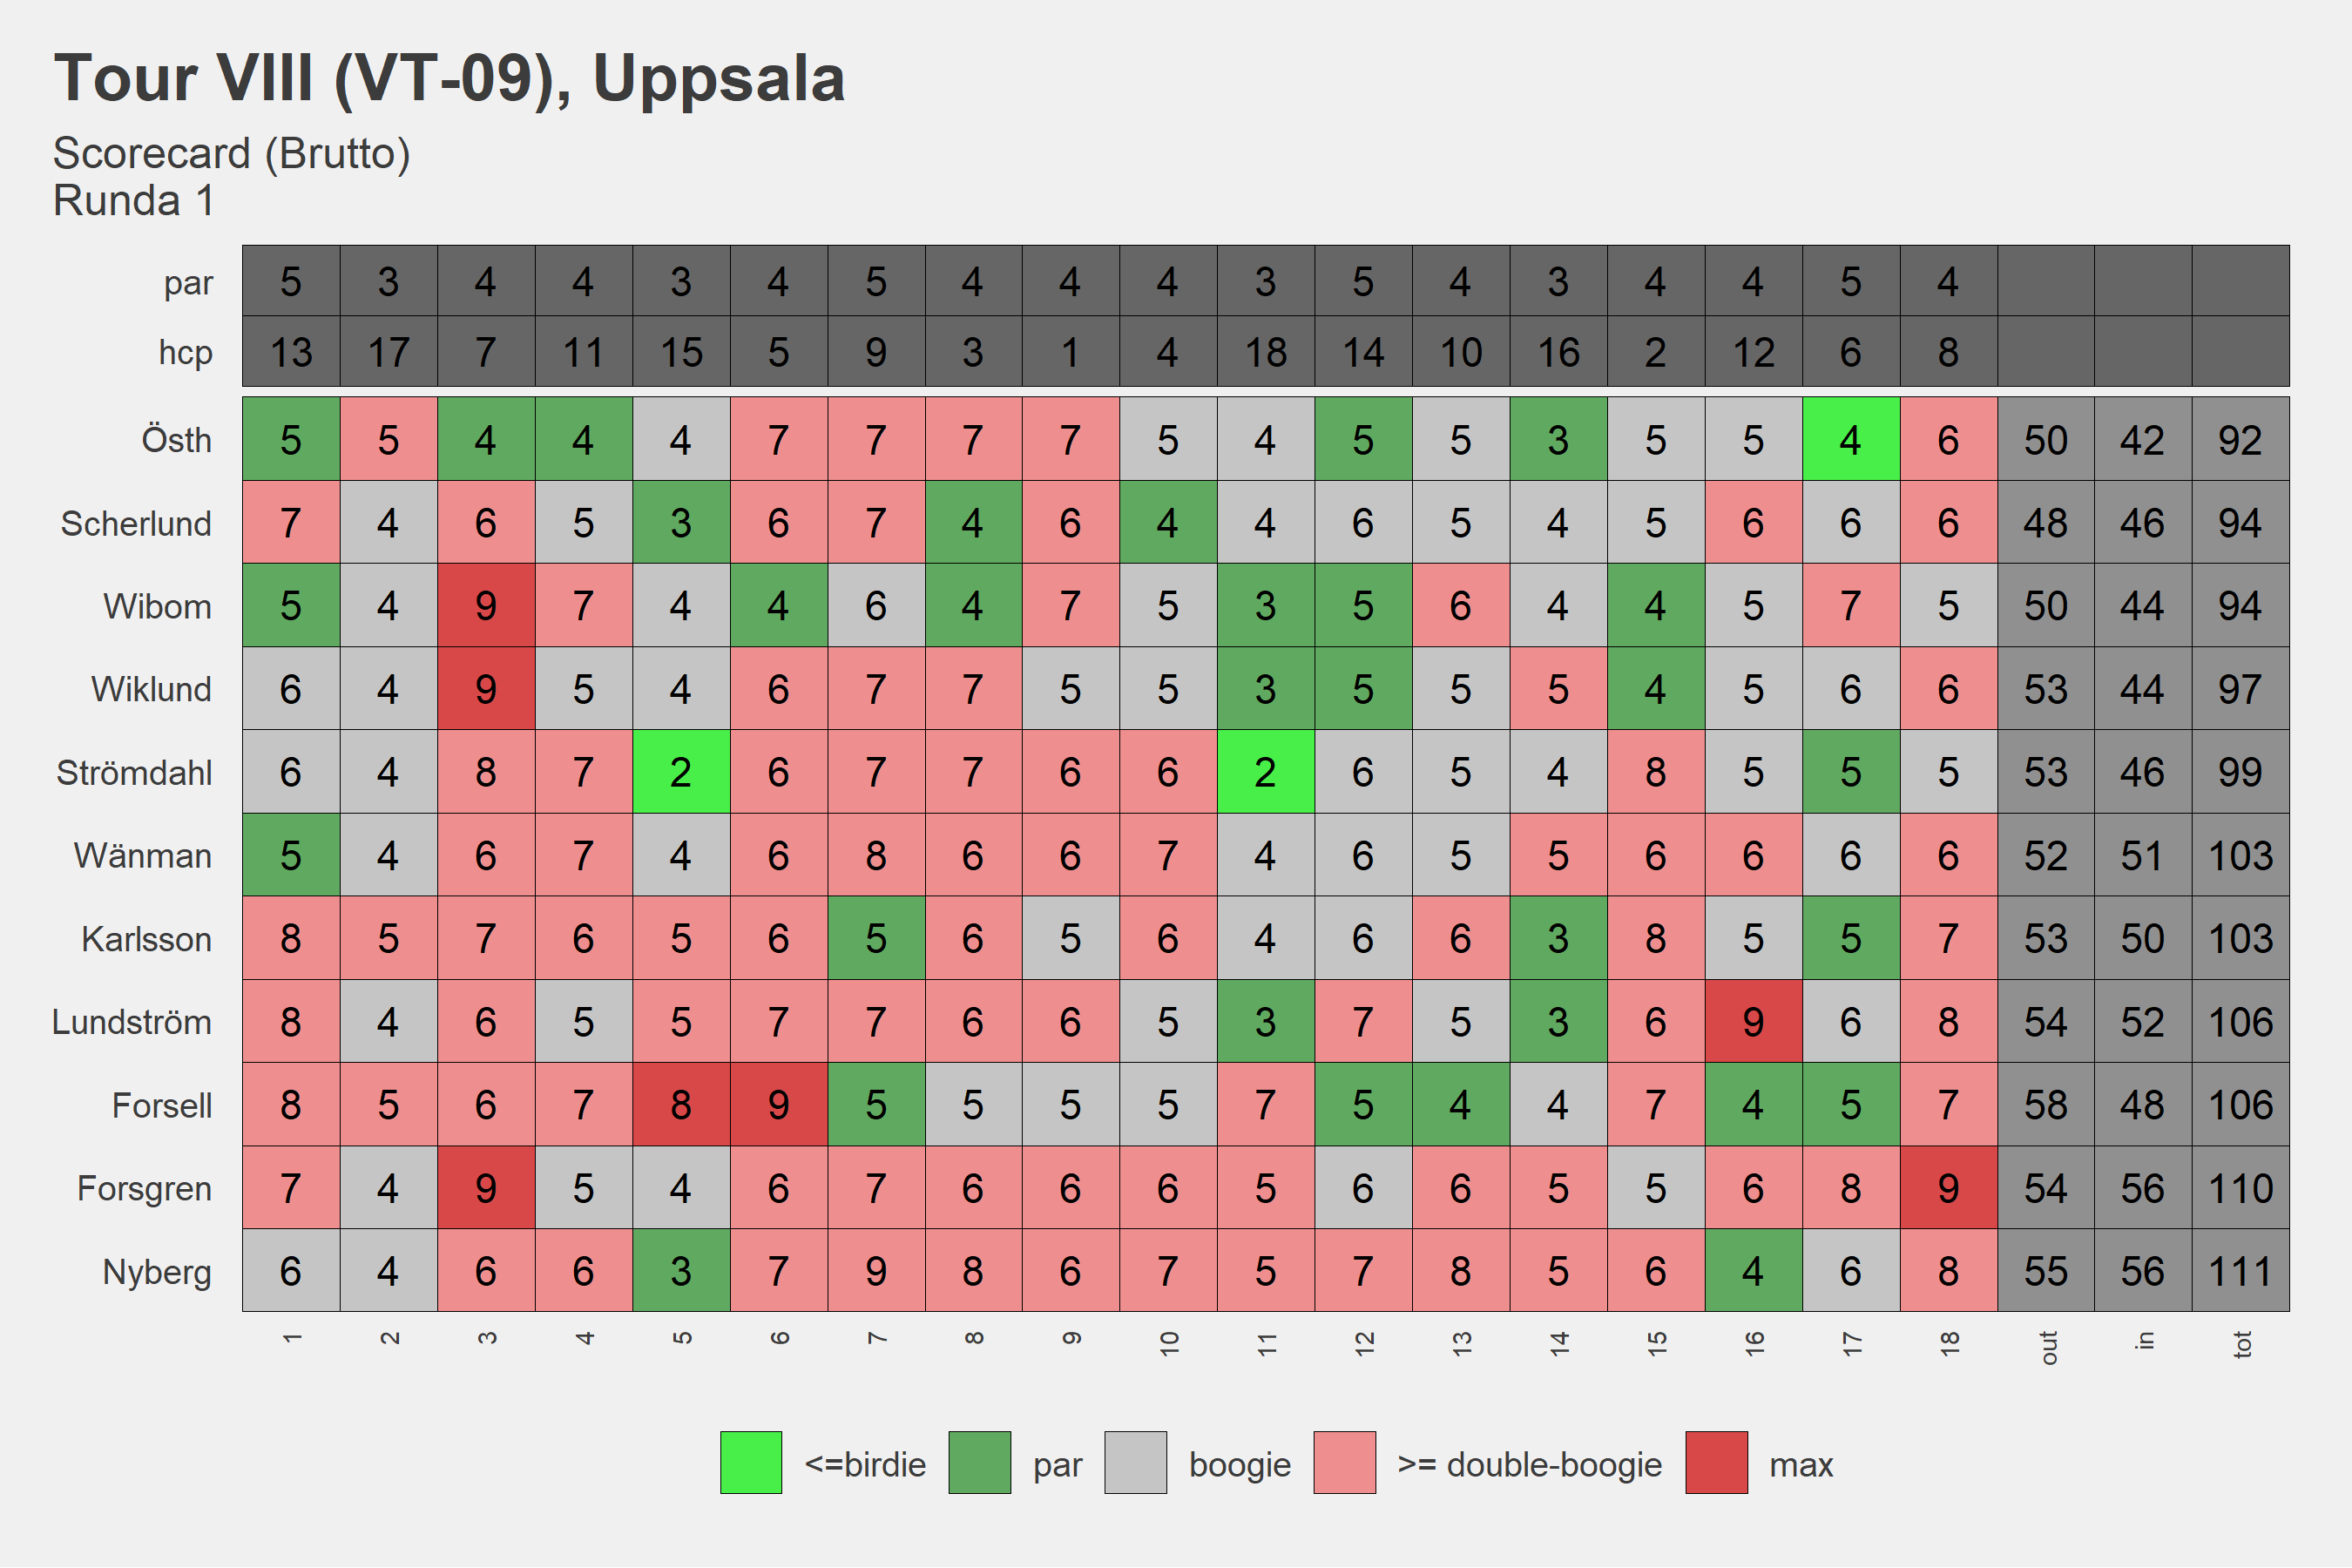 Tour VIII (VT-09), Uppsala
Scorecard (Brutto)
Runda 1
par 5 3 4 4 3 4 5 4 4 4 3 5 4 3 4 4 5 4
hcp 13 17 7 11 15 5 9 3 1 4 18 14 10 16 2 12 6 8
Östh 5 5 4 4 4 7 7 7 7 5 4 5 5 3 5 5 4 6 50 42 92
Scherlund 7 4 6 5 3 6 7 4 6 4 4 6 5 4 5 6 6 6 48 46 94
Wibom 5 4 9 7 4 4 6 4 7 5 3 5 6 4 4 5 7 5 50 44 94
Wiklund 6 4 9 5 4 6 7 7 5 5 3 5 5 5 4 5 6 6 53 44 97
Strömdahl 6 4 8 7 2 6 7 7 6 6 2 6 5 4 8 5 5 5 53 46 99
Wänman 5 4 6 7 4 6 8 6 6 7 4 6 5 5 6 6 6 6 52 51 103
Karlsson 8 5 7 6 5 6 5 6 5 6 4 6 6 3 8 5 5 7 53 50 103
Lundström 8 4 6 5 5 7 7 6 6 5 3 7 5 3 6 9 6 8 54 52 106
Forsell 8 5 6 7 8 9 5 5 5 5 7 5 4 4 7 4 5 7 58 48 106
Forsgren 7 4 9 5 4 6 7 6 6 6 5 6 6 5 5 6 8 9 54 56 110
Nyberg 6 4 6 6 3 7 9 8 6 7 5 7 8 5 6 4 6 8 55 56 111
1 2 3 4 5 6 7 8 9 10 11 12 13 14 15 16 17 18 out in tot
<=birdie par boogie >= double-boogie max